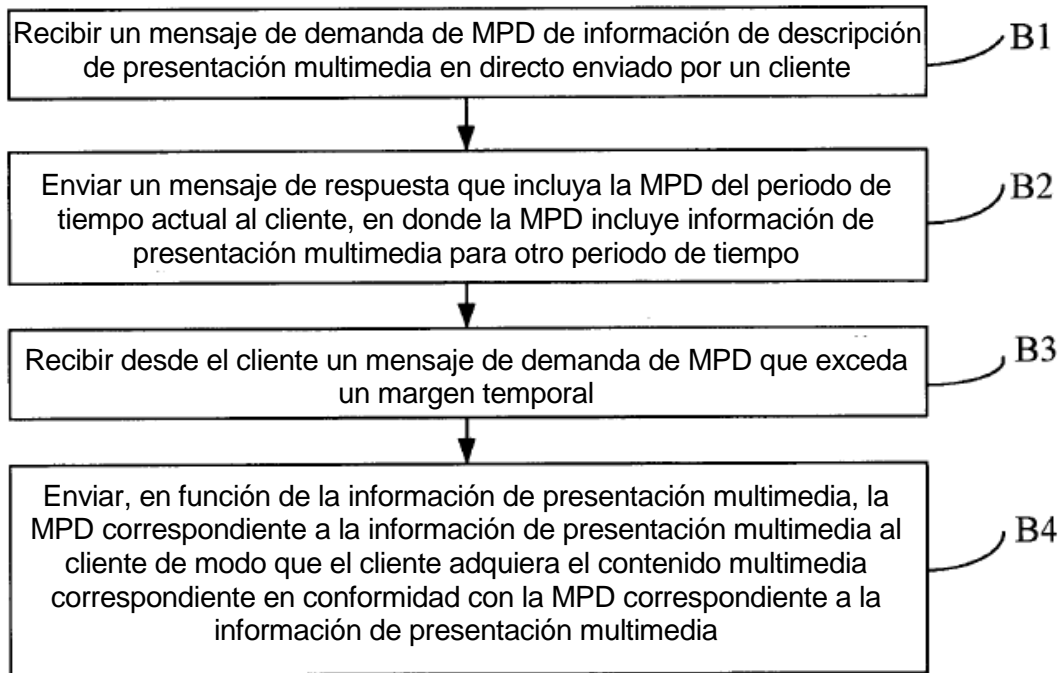 Recibir un mensaje de demanda de MPD de información de descripción
de presentación multimedia en directo enviado por un cliente
B1
Enviar un mensaje de respuesta que incluya la MPD del periodo de
tiempo actual al cliente, en donde la MPD incluye información de
presentación multimedia para otro periodo de tiempo
B2
Recibir desde el cliente un mensaje de demanda de MPD que exceda
un margen temporal
B3
Enviar, en función de la información de presentación multimedia, la
MPD correspondiente a la información de presentación multimedia al
cliente de modo que el cliente adquiera el contenido multimedia
correspondiente en conformidad con la MPD correspondiente a la
información de presentación multimedia
B4